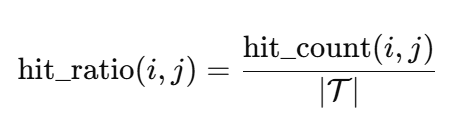 hit_ratio(i, j) = hit_count(i, j) / |𝒯|